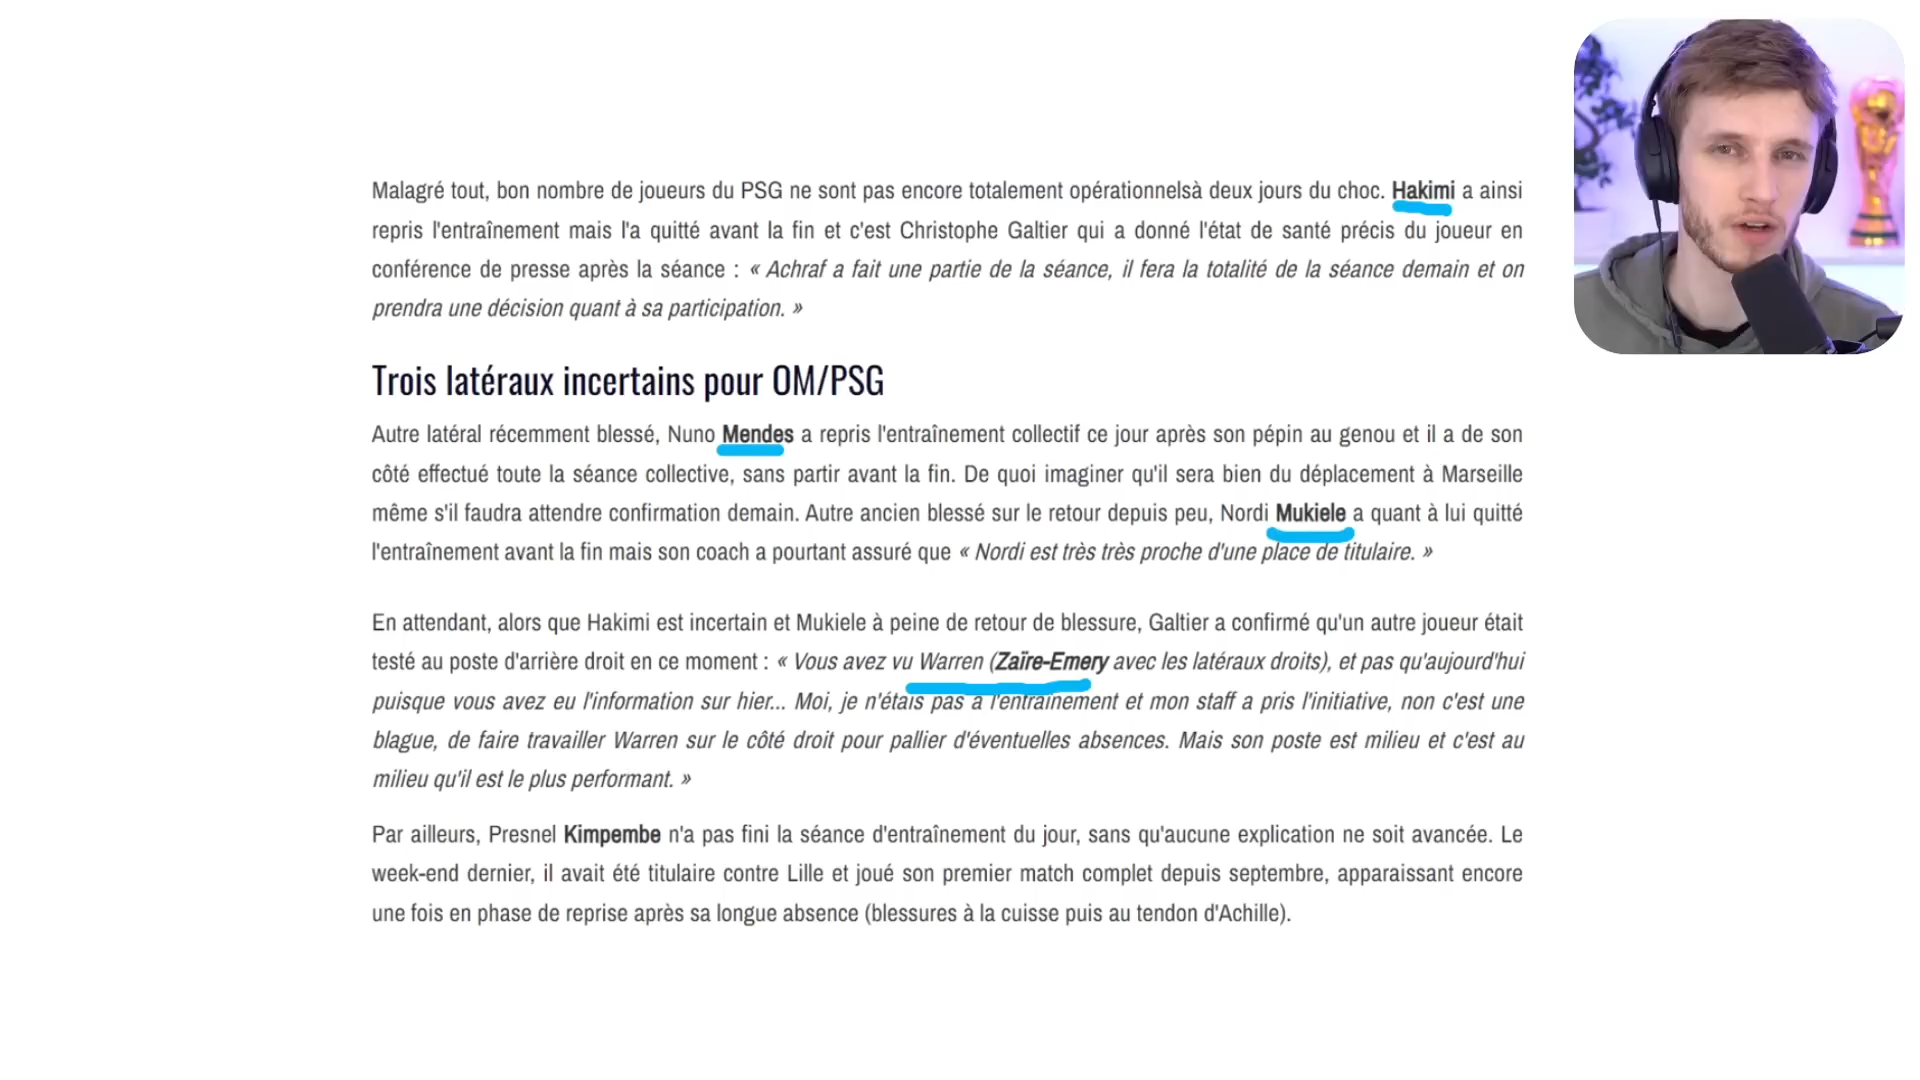 Malagré tout, bon nombre de joueurs du PSG ne sont pas encore totalement opérationnelsà deux jours du choc. Hakimi a ainsi
repris l'entraînement mais l'a quitté avant la fin et c'est Christophe Galtier qui a donné l'état de santé précis du joueur en
conférence de presse après la séance : « Achraf a fait une partie de la séance, il fera la totalité de la séance demain et on
prendra une décision quant à sa participation. »
Trois latéraux incertains pour OM/PSG
Autre latéral récemment blessé, Nuno Mendes a repris l'entraînement collectif ce jour après son pépin au genou et il a de son
côté effectué toute la séance collective, sans partir avant la fin. De quoi imaginer qu'il sera bien du déplacement à Marseille
même s'il faudra attendre confirmation demain. Autre ancien blessé sur le retour depuis peu, Nordi Mukiele a quant à lui quitté
l'entraînement avant la fin mais son coach a pourtant assuré que « Nordi est très très proche d'une place de titulaire. »
En attendant, alors que Hakimi est incertain et Mukiele à peine de retour de blessure, Galtier a confirmé qu'un autre joueur était
testé au poste d'arrière droit en ce moment : « Vous avez vu Warren (Zaïre-Emery avec les latéraux droits), et pas qu'aujourd'hui
puisque vous avez eu l'information sur hier... Moi, je n'étais pas à l'entraînement et mon staff a pris l'initiative, non c'est une
blague, de faire travailler Warren sur le côté droit pour pallier d'éventuelles absences. Mais son poste est milieu et c'est au
milieu qu'il est le plus performant. »
Par ailleurs, Presnel Kimpembe n'a pas fini la séance d'entraînement du jour, sans qu'aucune explication ne soit avancée. Le
week-end dernier, il avait été titulaire contre Lille et joué son premier match complet depuis septembre, apparaissant encore
une fois en phase de reprise après sa longue absence (blessures à la cuisse puis au tendon d'Achille).